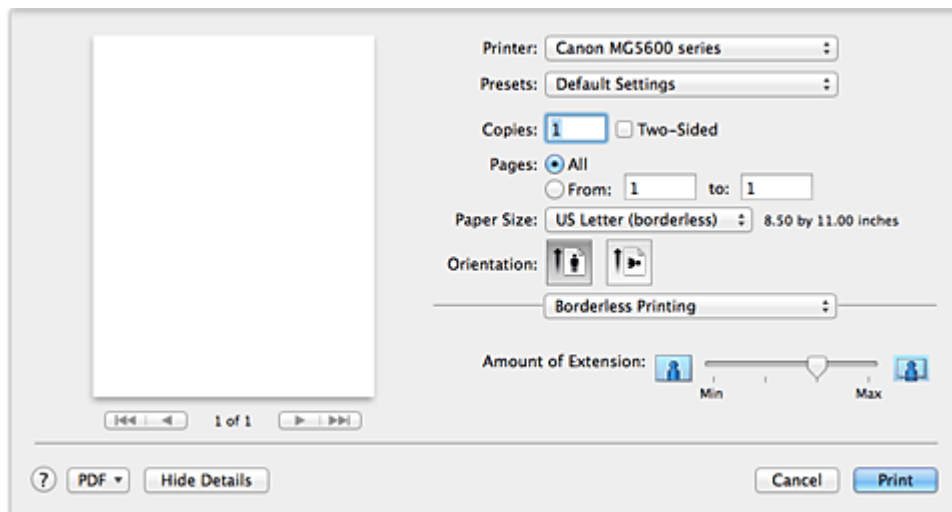 Printer: Canon MG5600 series
Presets: Default Settings
Copies: 1 Two-Sided
Pages: All
From: 1 to: 1
Paper Size: US Letter (borderless) 8.50 by 11.00 inches
Orientation:
Borderless Printing
Amount of Extension:
Min Max
1 of 1
? PDF Hide Details Cancel Print